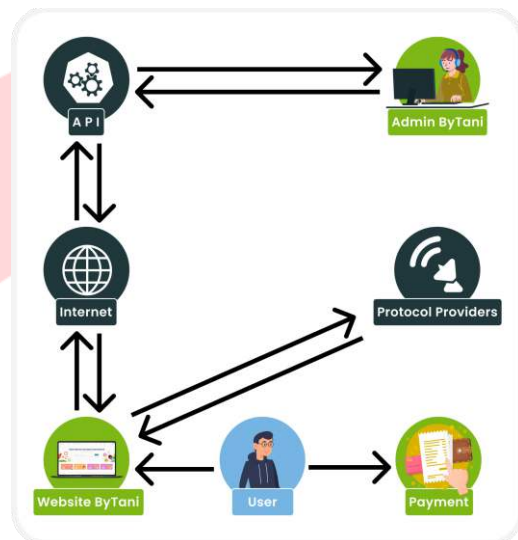 API
Admin ByTani
Internet
Protocol Providers
Website ByTani
User
Payment